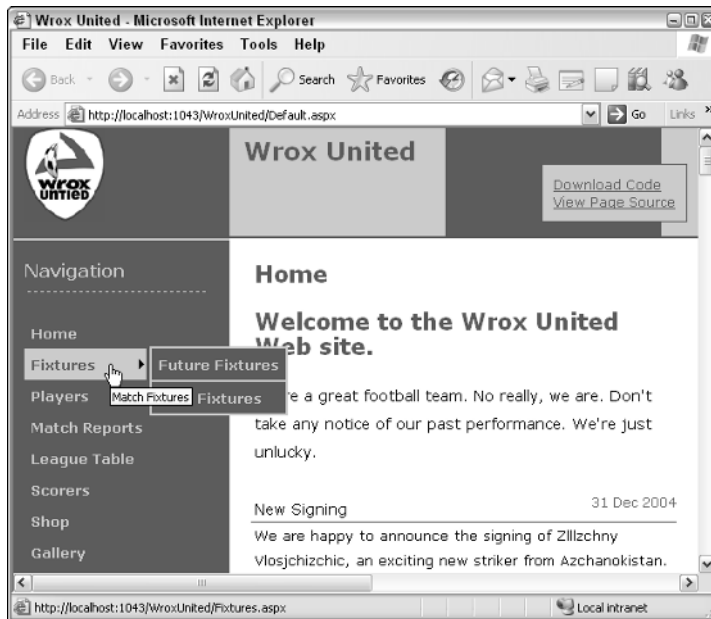 Wrox United - Microsoft Internet Explorer
File Edit View Favorites Tools Help
Back Search Favorites
Address http://localhost:1043/WroxUnited/Default.aspx Go Links »
WROX
UNTIED
Wrox United
Download Code
View Page Source
Navigation
Home
Fixtures
Future Fixtures
Match Fixtures
Fixtures
Players
Match Reports
League Table
Scorers
Shop
Gallery
Home
Welcome to the Wrox United
Web site.
re a great football team. No really, we are. Don't
take any notice of our past performance. We're just
unlucky.
New Signing 31 Dec 2004
We are happy to announce the signing of Zlllzchny
Vlosjchizchic, an exciting new striker from Azchanokistan.
http://localhost:1043/WroxUnited/Fixtures.aspx Local intranet